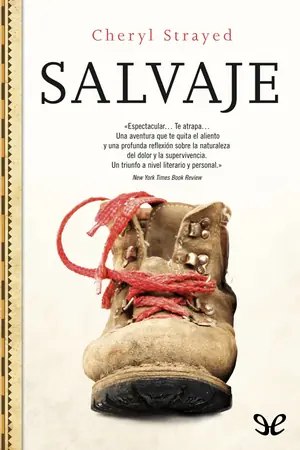 Cheryl Strayed
SALVAJE
«Espectacular… Te atrapa…
Una aventura que te quita el aliento
y una profunda reflexión sobre la naturaleza
del dolor y la supervivencia.
Un triunfo a nivel literario y personal.»
New York Times Book Review